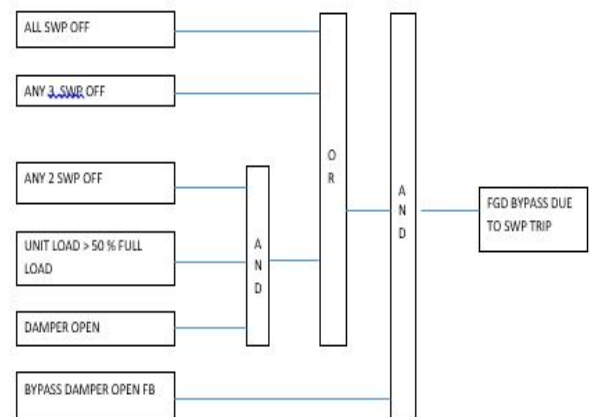 ALL SWP OFF
ANY 3 SWP OFF
ANY 2 SWP OFF
UNIT LOAD > 50 % FULL
LOAD
DAMPER OPEN
BYPASS DAMPER OPEN FB
A
N
D
O
R
A
N
D
FGD BYPASS DUE
TO SWP TRIP